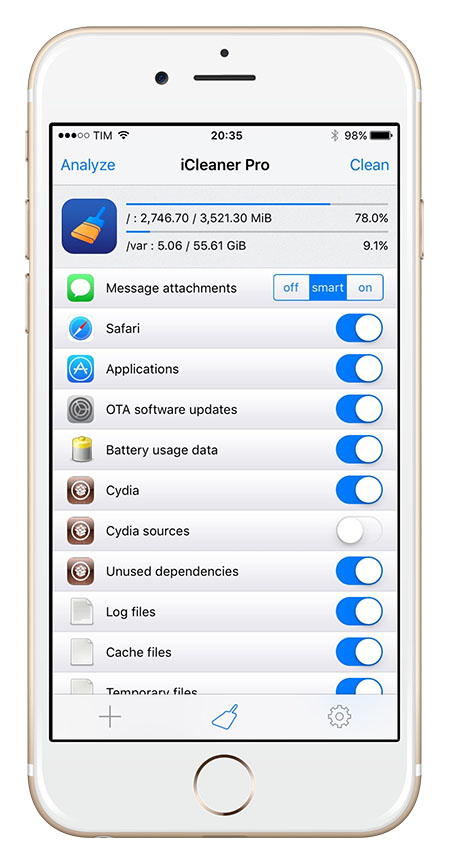 TIM 20:35 98%
Analyze iCleaner Pro Clean
/ : 2,746.70 / 3,521.30 MiB 78.0%
/var : 5.06 / 55.61 GiB 9.1%
Message attachments off smart on
Safari
Applications
OTA software updates
Battery usage data
Cydia
Cydia sources
Unused dependencies
Log files
Cache files
Temporary files